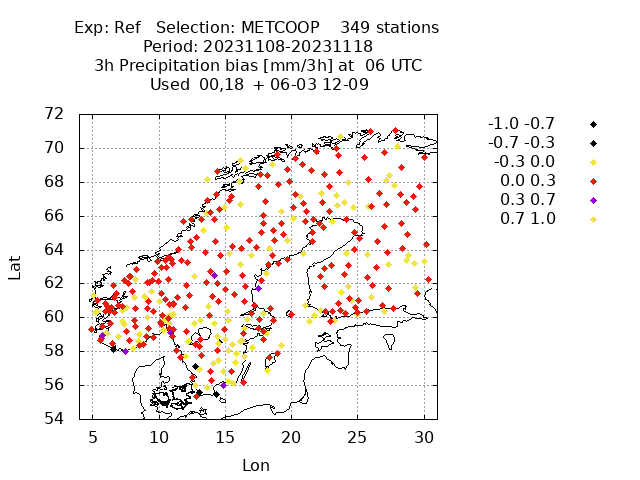 Exp: Ref   Selection: METCOOP    349 stations
Period: 20231108-20231118
3h Precipitation bias [mm/3h] at  06 UTC
Used 00,18  + 06-03 12-09
-1.0 -0.7
-0.7 -0.3
-0.3 0.0
0.0 0.3
0.3 0.7
0.7 1.0
Lat
72
70
68
66
64
62
60
58
56
54
5 10 15 20 25 30
Lon